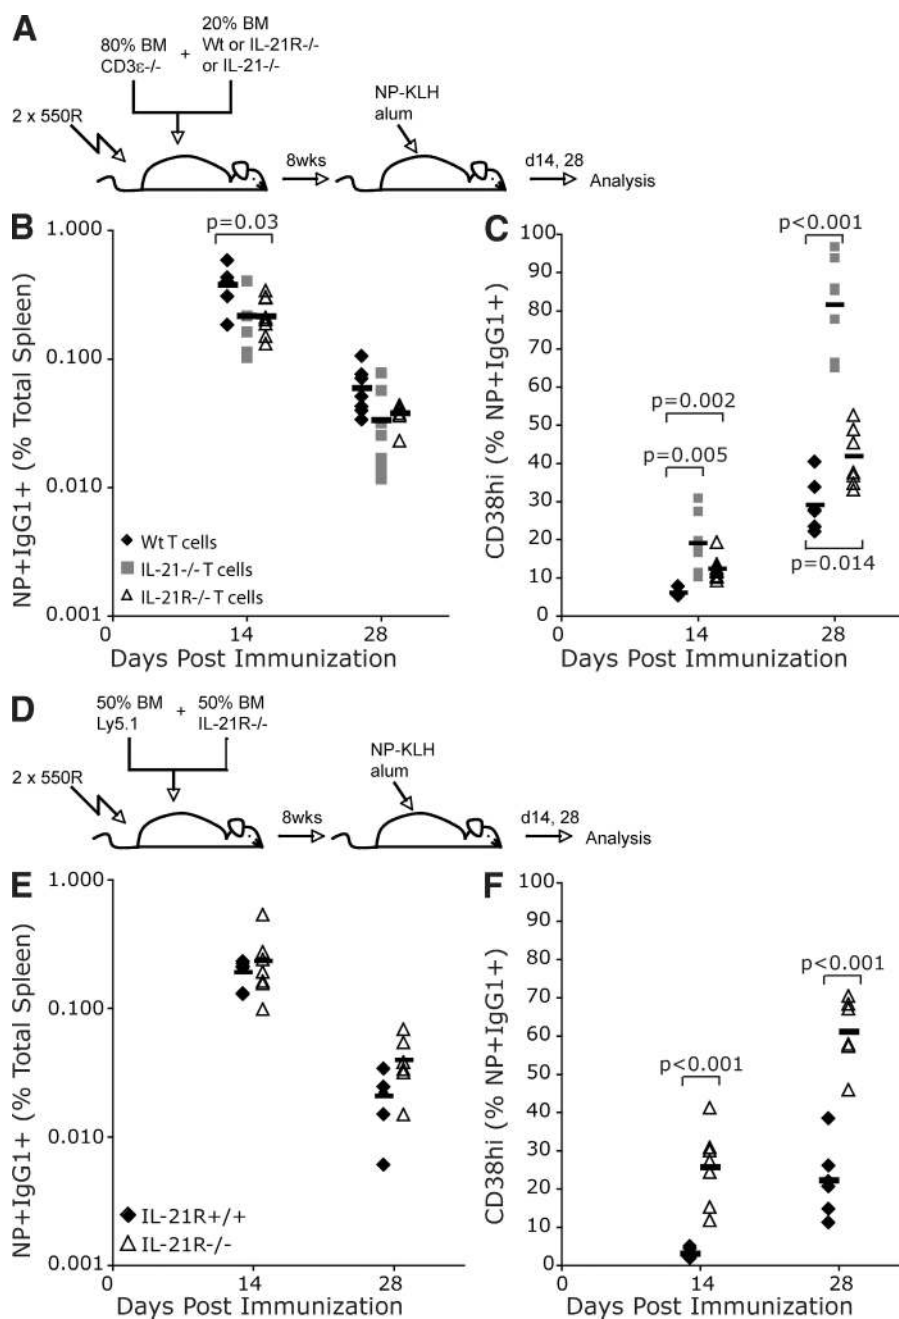 A
80% BM
CD3ε-/-
+
20% BM
Wt or IL-21R-/-
or IL-21-/-
2 x 550R
8wks
NP-KLH
alum
d14, 28
Analysis
B
NP+IgG1+ (% Total Spleen)
1.000
0.100
0.010
0.001
p=0.03
Wt T cells
IL-21-/- T cells
IL-21R-/- T cells
0
14
28
Days Post Immunization
C
CD38hi (% NP+IgG1+)
100
90
80
70
60
50
40
30
20
10
0
p<0.001
p=0.002
p=0.005
p=0.014
0
14
28
Days Post Immunization
D
50% BM
Ly5.1
+
50% BM
IL-21R-/-
2 x 550R
8wks
NP-KLH
alum
d14, 28
Analysis
E
NP+IgG1+ (% Total Spleen)
1.000
0.100
0.010
0.001
IL-21R+/+
IL-21R-/-
0
14
28
Days Post Immunization
F
CD38hi (% NP+IgG1+)
100
90
80
70
60
50
40
30
20
10
0
p<0.001
p<0.001
0
14
28
Days Post Immunization